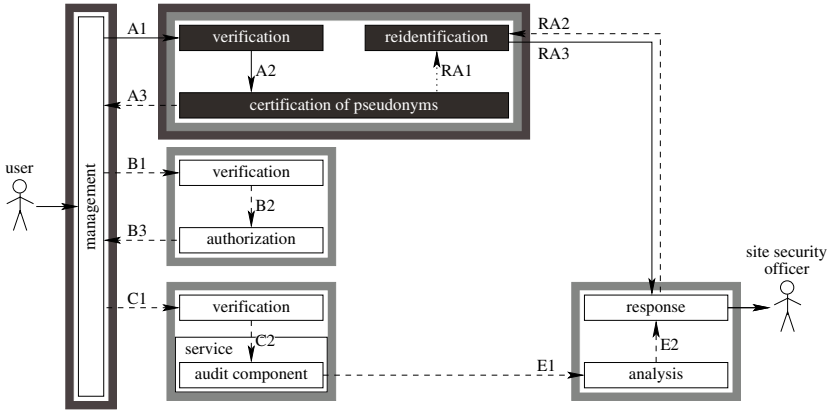 A1
verification
reidentification
RA2
RA3
A2
RA1
A3
certification of pseudonyms
user
management
B1
verification
B2
B3
authorization
site security
officer
C1
verification
response
C2
service
audit component
E1
E2
analysis